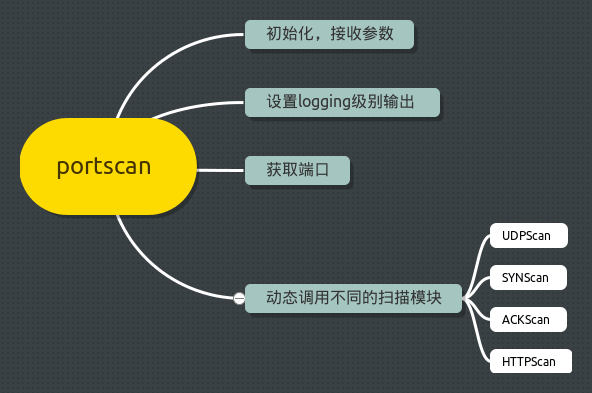 portscan
初始化，接收参数
设置logging级别输出
获取端口
动态调用不同的扫描模块
UDPScan
SYNScan
ACKScan
HTTPScan